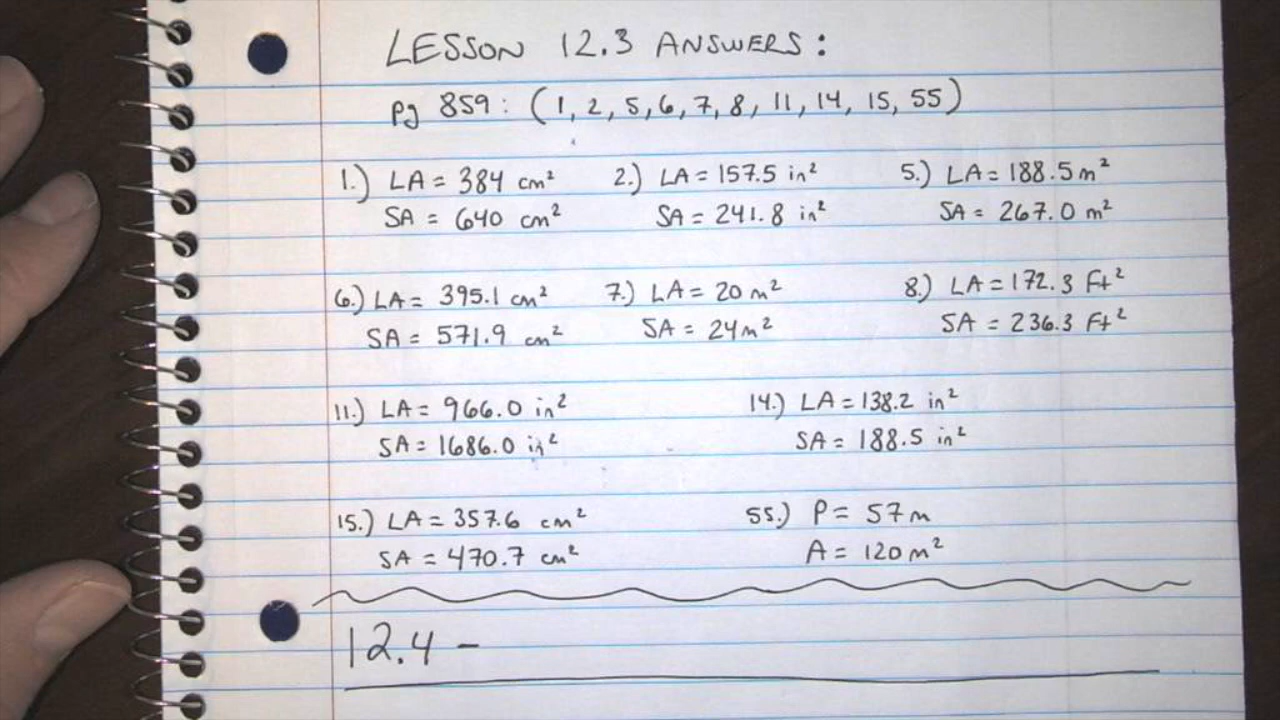 LESSON 12.3 ANSWERS:
Pg 859: (1, 2, 5, 6, 7, 8, 11, 14, 15, 55)
1.) LA = 384 cm² 2.) LA = 157.5 in² 5.) LA = 188.5 m²
SA = 640 cm² SA = 241.8 in² SA = 267.0 m²
6.) LA = 395.1 cm² 7.) LA = 20 m² 8.) LA = 172.3 Ft²
SA = 571.9 cm² SA = 24 m² SA = 236.3 Ft²
11.) LA = 966.0 in² 14.) LA = 138.2 in²
SA = 1686.0 in² SA = 188.5 in²
15.) LA = 357.6 cm² 55.) P = 57 m
SA = 470.7 cm² A = 120 m²
12.4 -